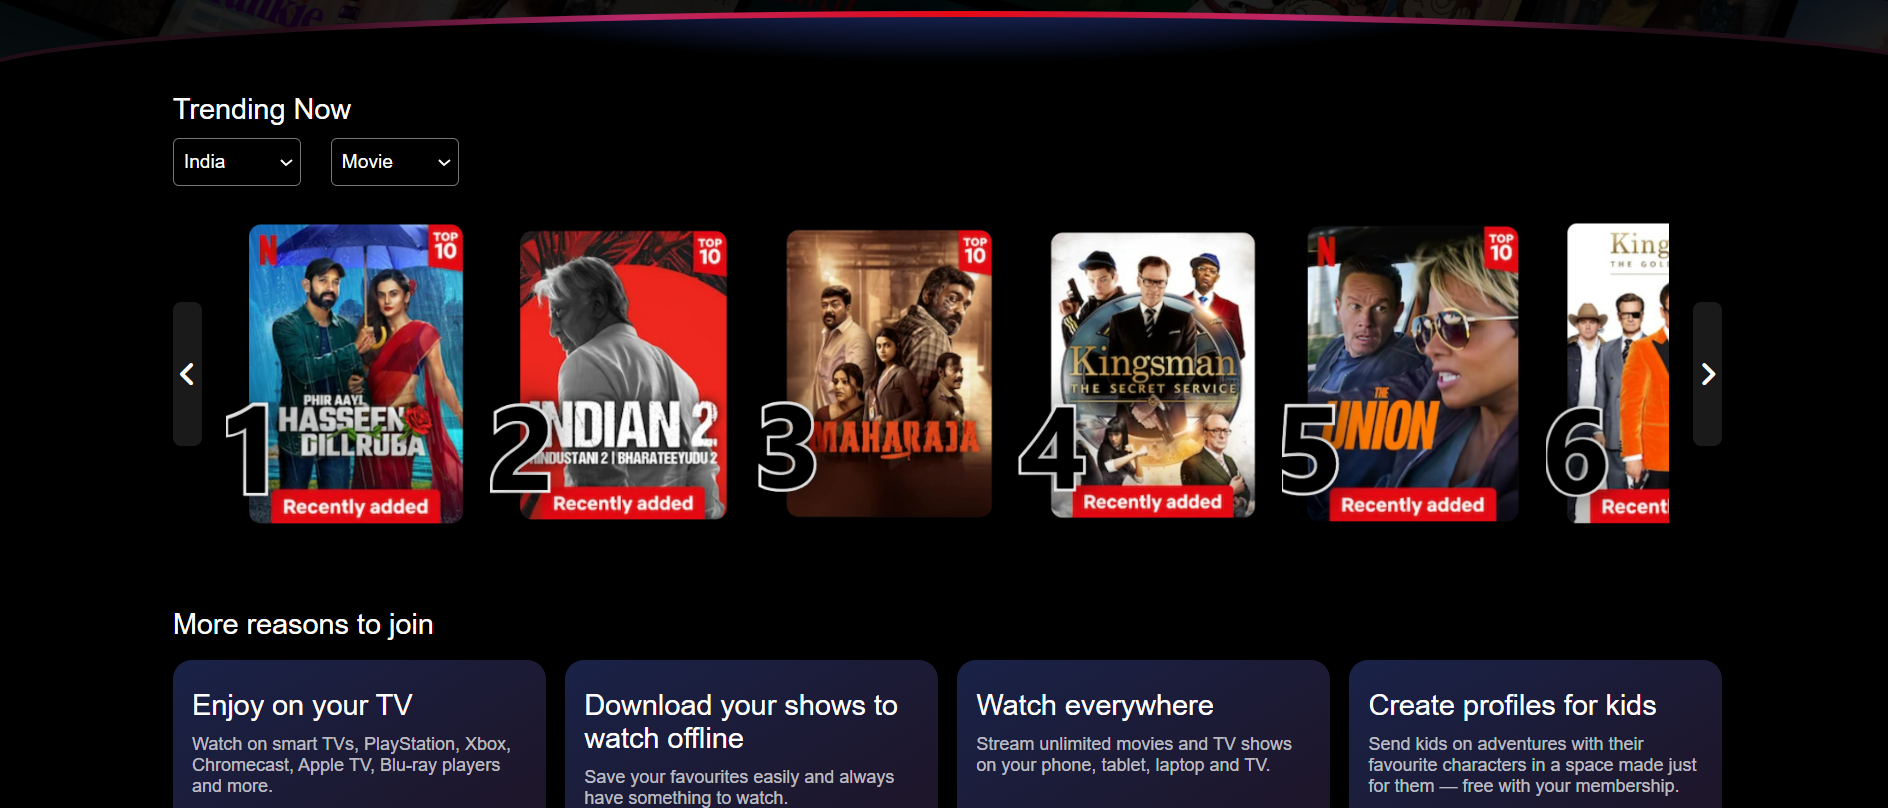 Trending Now
India
Movie
N
TOP
10
PHIR AAYI
HASSEEN
DILLRUBA
1
Recently added
TOP
10
INDIAN 2
HINDUSTANI 2 | BHARATEEYUDU 2
2
Recently added
TOP
10
MAHARAJA
3
Kingsman
THE SECRET SERVICE
4
Recently added
N
TOP
10
THE
UNION
5
Recently added
King
THE GOL
6
Recent
More reasons to join
Enjoy on your TV
Watch on smart TVs, PlayStation, Xbox,
Chromecast, Apple TV, Blu-ray players
and more.
Download your shows to
watch offline
Save your favourites easily and always
have something to watch.
Watch everywhere
Stream unlimited movies and TV shows
on your phone, tablet, laptop and TV.
Create profiles for kids
Send kids on adventures with their
favourite characters in a space made just
for them — free with your membership.